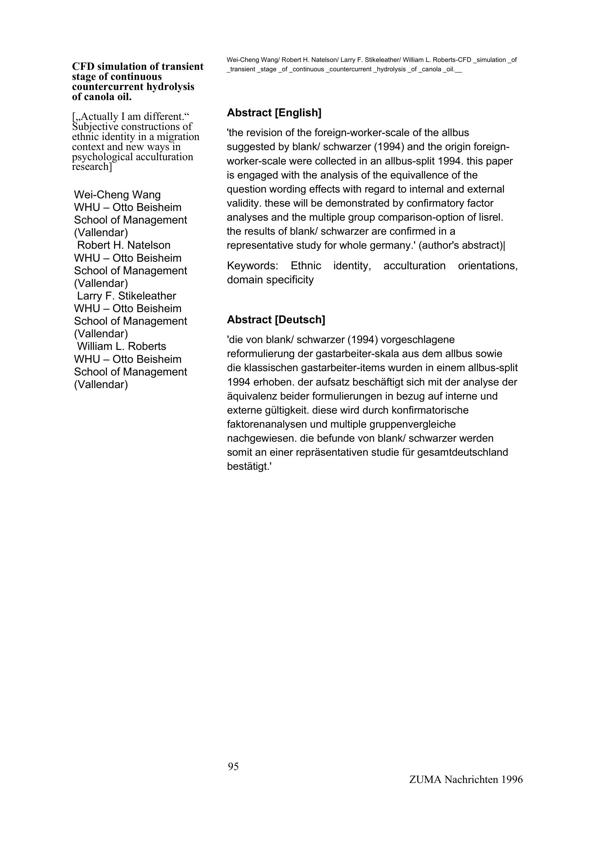 CFD simulation of transient
stage of continuous
countercurrent hydrolysis
of canola oil.
[„Actually I am different.“
Subjective constructions of
ethnic identity in a migration
context and new ways in
psychological acculturation
research]
Wei-Cheng Wang
WHU – Otto Beisheim
School of Management
(Vallendar)
Robert H. Natelson
WHU – Otto Beisheim
School of Management
(Vallendar)
Larry F. Stikeleather
WHU – Otto Beisheim
School of Management
(Vallendar)
William L. Roberts
WHU – Otto Beisheim
School of Management
(Vallendar)
Wei-Cheng Wang/ Robert H. Natelson/ Larry F. Stikeleather/ William L. Roberts-CFD _simulation _of
_transient _stage _of _continuous _countercurrent _hydrolysis _of _canola _oil.__
Abstract [English]
'the revision of the foreign-worker-scale of the allbus
suggested by blank/ schwarzer (1994) and the origin foreign-
worker-scale were collected in an allbus-split 1994. this paper
is engaged with the analysis of the equivallence of the
question wording effects with regard to internal and external
validity. these will be demonstrated by confirmatory factor
analyses and the multiple group comparison-option of lisrel.
the results of blank/ schwarzer are confirmed in a
representative study for whole germany.' (author's abstract)|
Keywords: Ethnic identity, acculturation orientations,
domain specificity
Abstract [Deutsch]
'die von blank/ schwarzer (1994) vorgeschlagene
reformulierung der gastarbeiter-skala aus dem allbus sowie
die klassischen gastarbeiter-items wurden in einem allbus-split
1994 erhoben. der aufsatz beschäftigt sich mit der analyse der
äquivalenz beider formulierungen in bezug auf interne und
externe gültigkeit. diese wird durch konfirmatorische
faktorenanalysen und multiple gruppenvergleiche
nachgewiesen. die befunde von blank/ schwarzer werden
somit an einer repräsentativen studie für gesamtdeutschland
bestätigt.'
95
ZUMA Nachrichten 1996